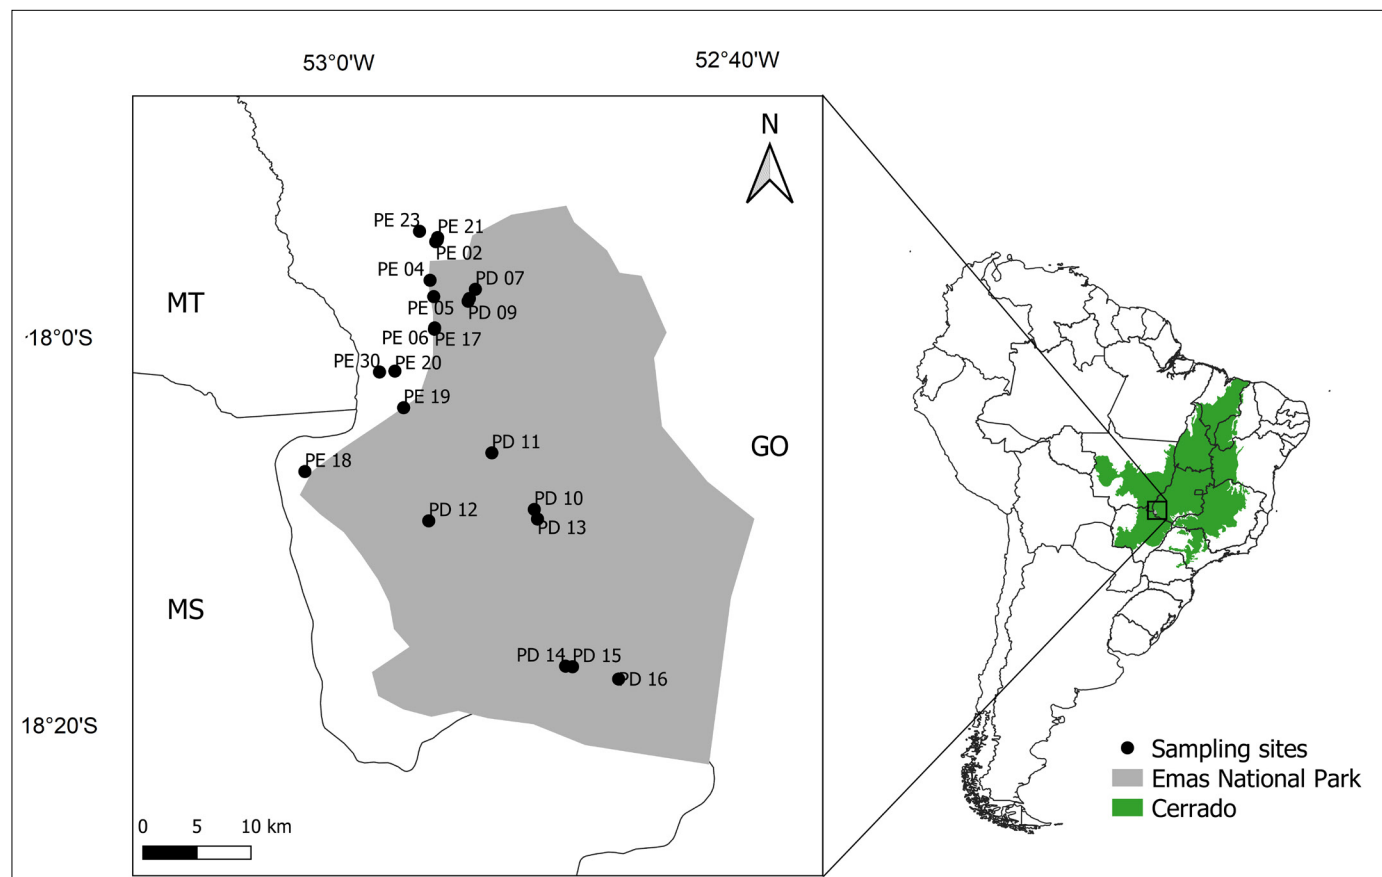 53°0'W
52°40'W
N
PE 23
PE 21
PE 02
PE 04
PD 07
MT
PE 05
PD 09
18°0'S
PE 06
PE 17
PE 30
PE 20
PE 19
PD 11
GO
PE 18
PD 10
PD 12
PD 13
MS
PD 14
PD 15
PD 16
18°20'S
Sampling sites
Emas National Park
Cerrado
0 5 10 km